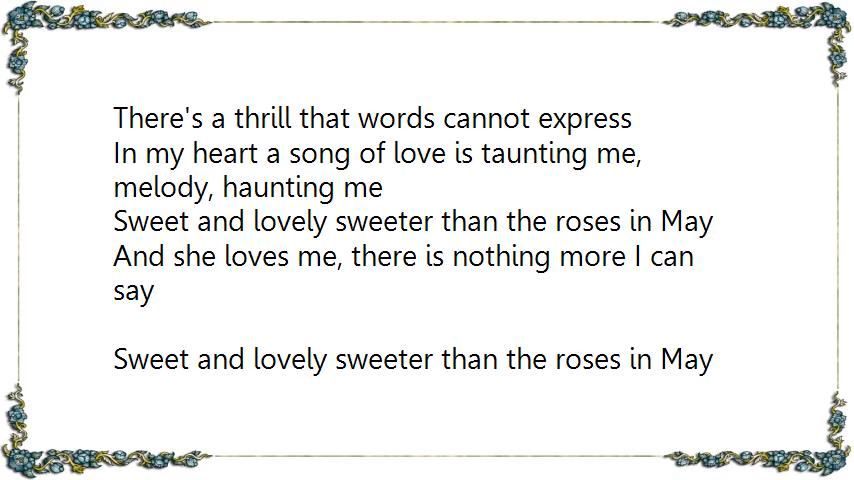 There's a thrill that words cannot express
In my heart a song of love is taunting me,
melody, haunting me
Sweet and lovely sweeter than the roses in May
And she loves me, there is nothing more I can
say
Sweet and lovely sweeter than the roses in May